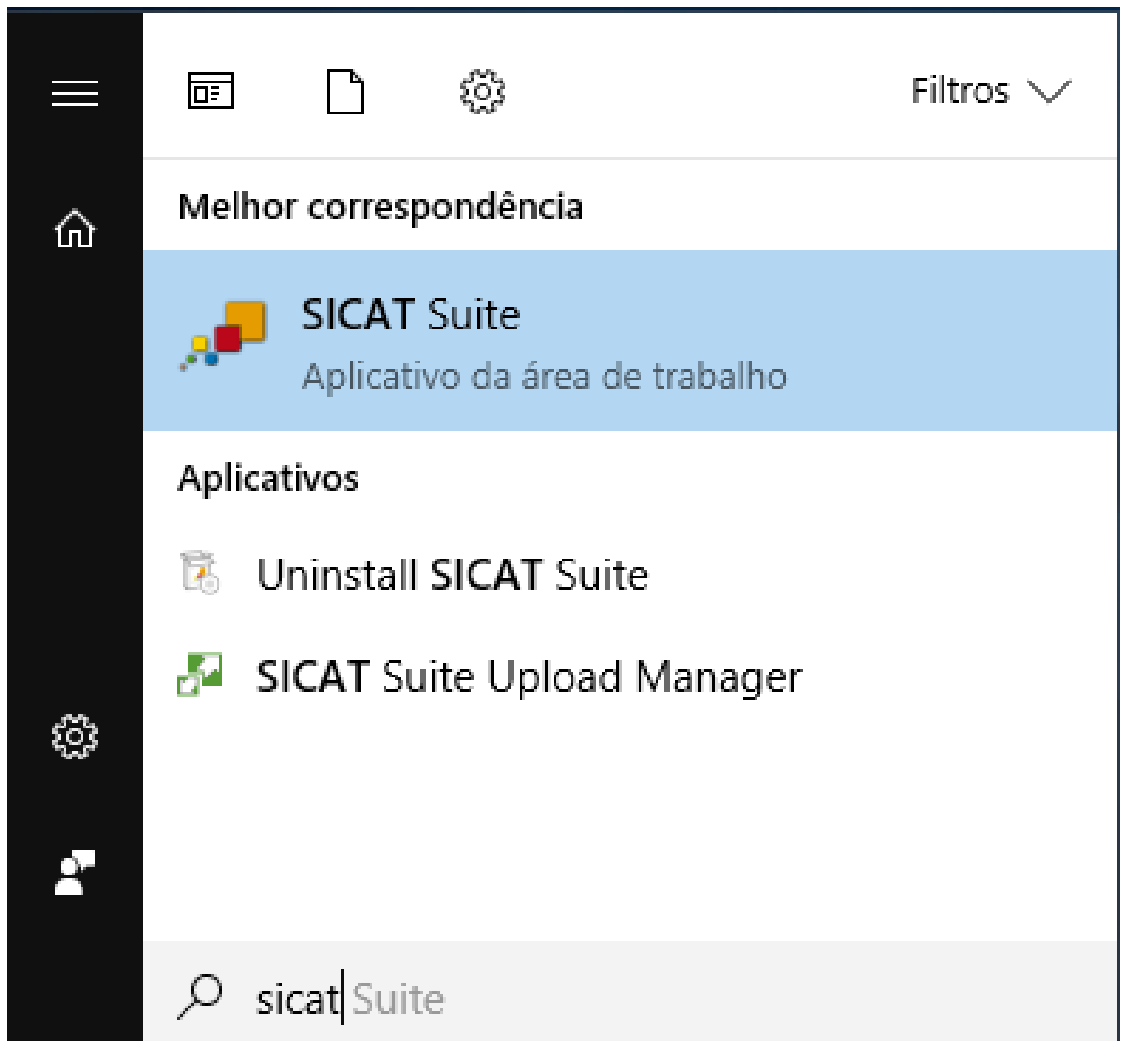 Filtros
Melhor correspondência
SICAT Suite
Aplicativo da área de trabalho
Aplicativos
Uninstall SICAT Suite
SICAT Suite Upload Manager
sicat Suite